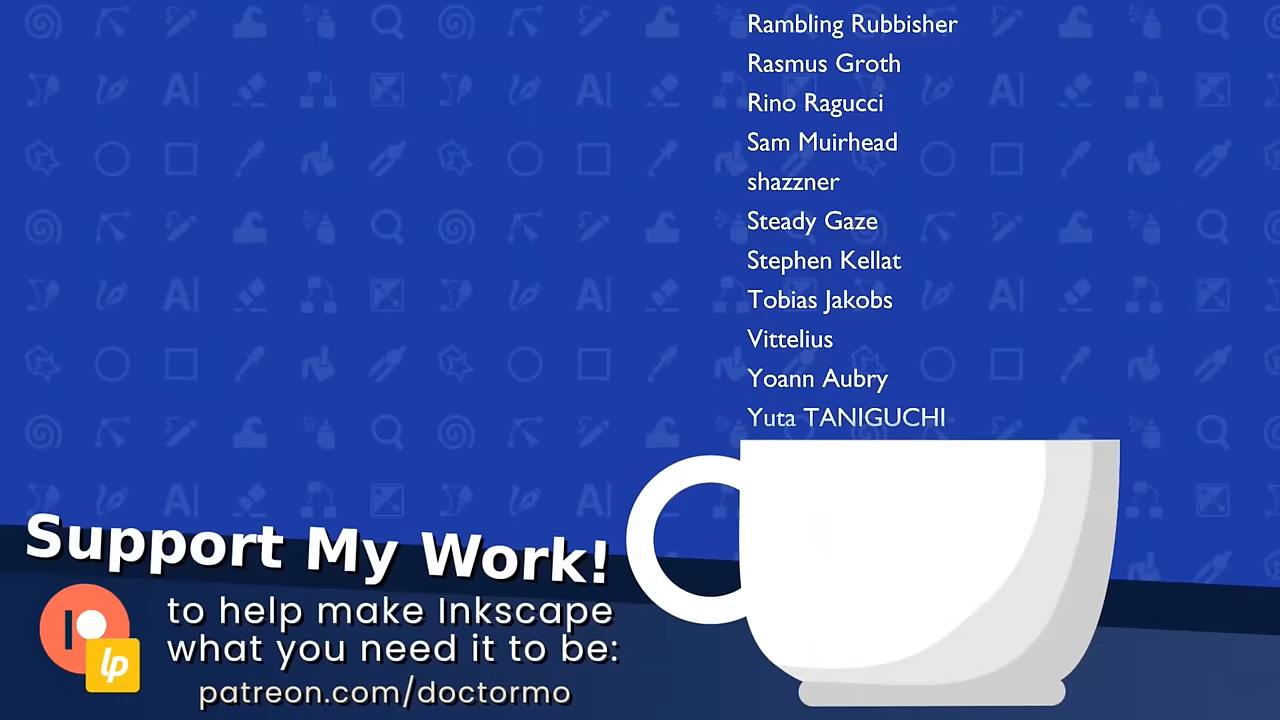 Rambling Rubbisher
Rasmus Groth
Rino Ragucci
Sam Muirhead
shazzner
Steady Gaze
Stephen Kellat
Tobias Jakobs
Vittelius
Yoann Aubry
Yuta TANIGUCHI
Support My Work!
to help make Inkscape
what you need it to be:
lp
patreon.com/doctormo